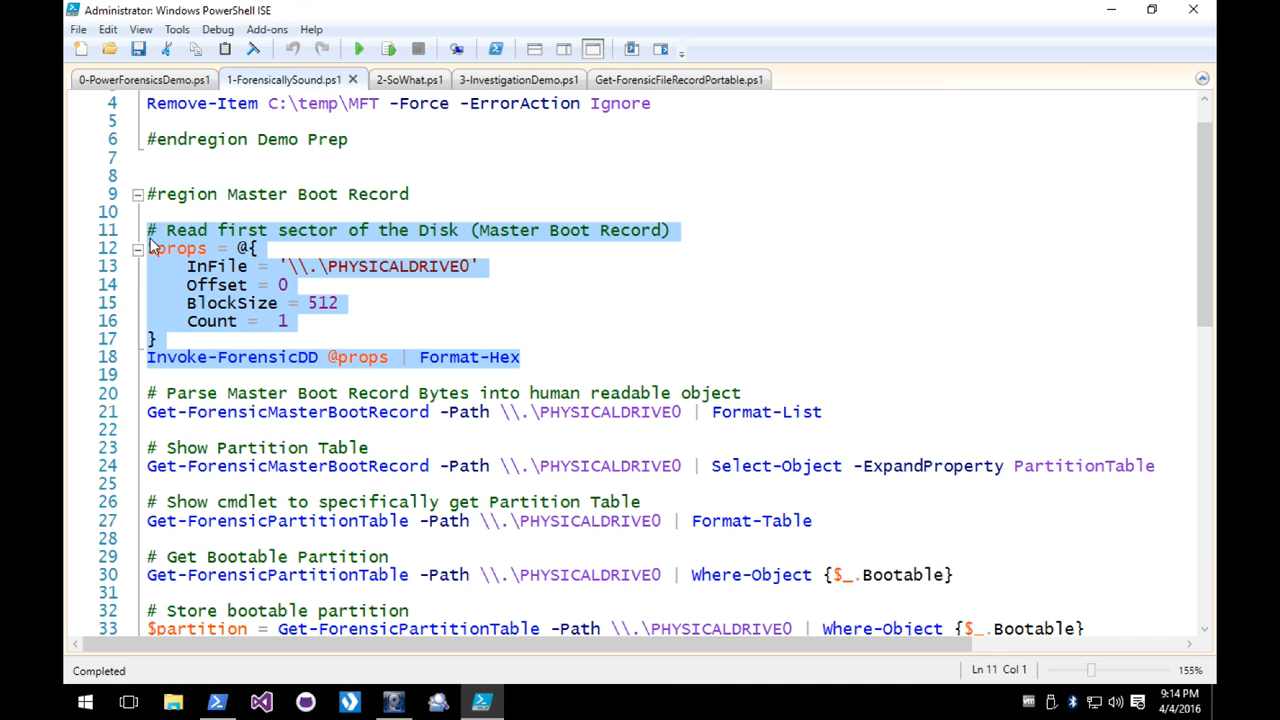 Administrator: Windows PowerShell ISE
File Edit View Tools Debug Add-ons Help
0-PowerForensicsDemo.ps1 1-ForensicallySound.ps1 2-SoWhat.ps1 3-InvestigationDemo.ps1 Get-ForensicFileRecordPortable.ps1
4 Remove-Item C:\temp\MFT -Force -ErrorAction Ignore
5
6 #endregion Demo Prep
7
8
9 #region Master Boot Record
10
11 # Read first sector of the Disk (Master Boot Record)
12 $props = @{
13 InFile = '\\.\PHYSICALDRIVE0'
14 Offset = 0
15 BlockSize = 512
16 Count = 1
17 }
18 Invoke-ForensicDD @props | Format-Hex
19
20 # Parse Master Boot Record Bytes into human readable object
21 Get-ForensicMasterBootRecord -Path \\.\PHYSICALDRIVE0 | Format-List
22
23 # Show Partition Table
24 Get-ForensicMasterBootRecord -Path \\.\PHYSICALDRIVE0 | Select-Object -ExpandProperty PartitionTable
25
26 # Show cmdlet to specifically get Partition Table
27 Get-ForensicPartitionTable -Path \\.\PHYSICALDRIVE0 | Format-Table
28
29 # Get Bootable Partition
30 Get-ForensicPartitionTable -Path \\.\PHYSICALDRIVE0 | Where-Object {$_.Bootable}
31
32 # Store bootable partition
33 $partition = Get-ForensicPartitionTable -Path \\.\PHYSICALDRIVE0 | Where-Object {$_.Bootable}
Completed Ln 11 Col 1 155%
9:14 PM
4/4/2016